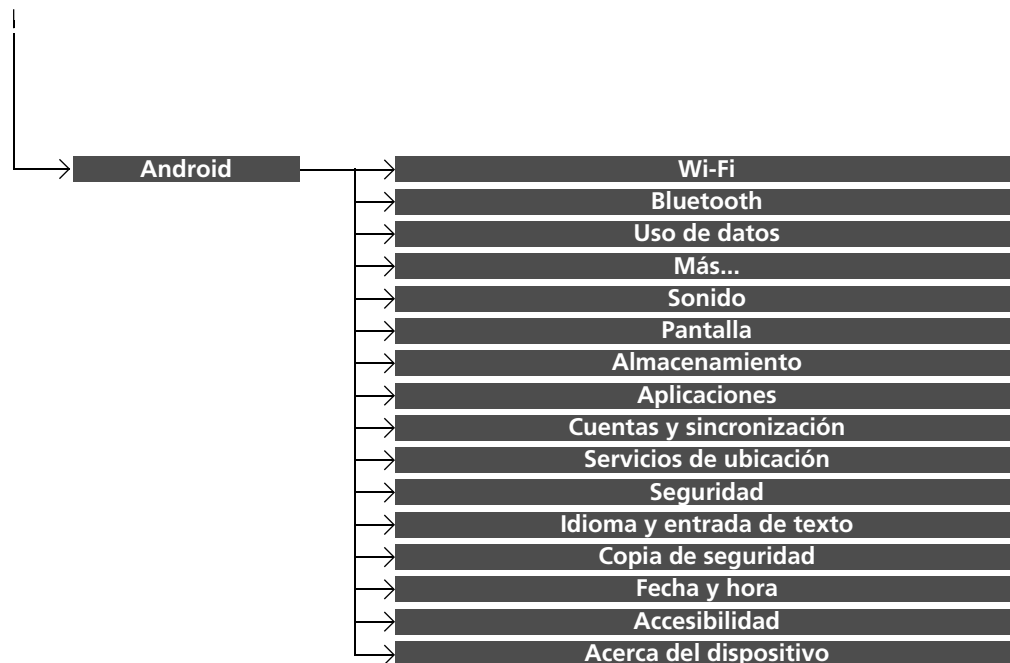 Android
Wi-Fi
Bluetooth
Uso de datos
Más...
Sonido
Pantalla
Almacenamiento
Aplicaciones
Cuentas y sincronización
Servicios de ubicación
Seguridad
Idioma y entrada de texto
Copia de seguridad
Fecha y hora
Accesibilidad
Acerca del dispositivo